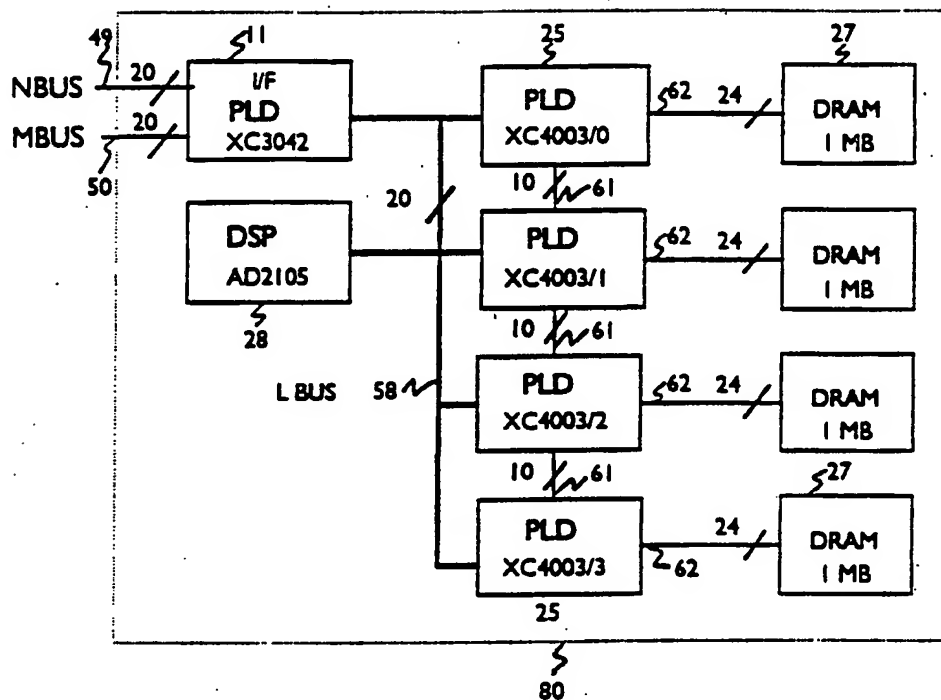 49
11
25
27
NBUS
20
I/F
PLD
XC3042
PLD
XC4003/0
62
24
DRAM
1 MB
MBUS
20
50
20
10
61
DSP
AD2105
28
PLD
XC4003/1
62
24
DRAM
1 MB
10
61
L BUS
58
PLD
XC4003/2
62
24
DRAM
1 MB
10
61
27
PLD
XC4003/3
24
62
DRAM
1 MB
25
80